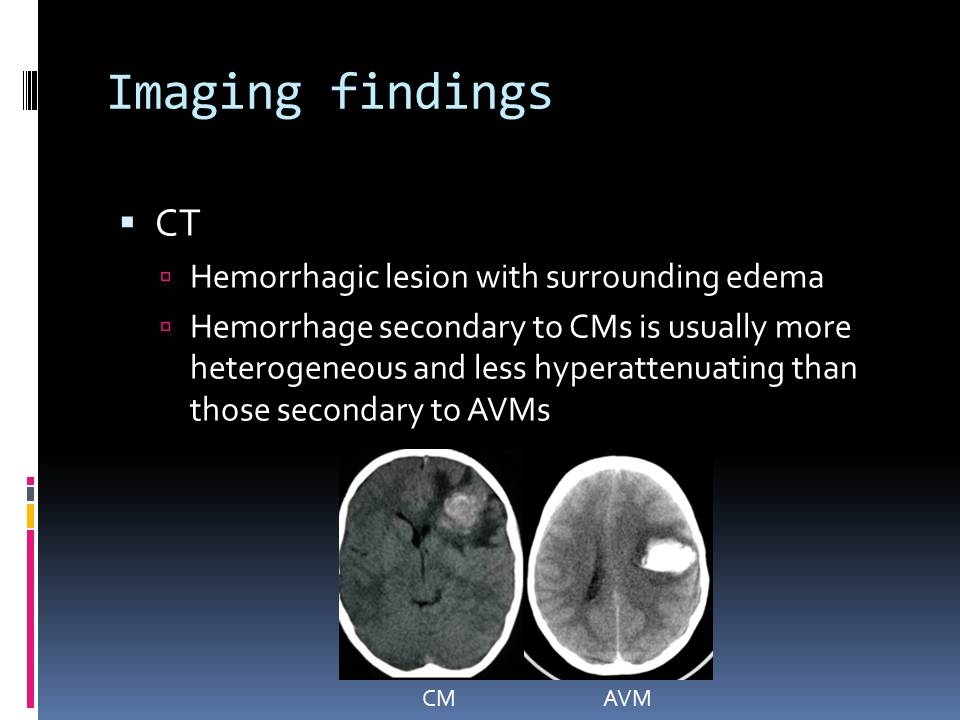 Imaging findings
CT
Hemorrhagic lesion with surrounding edema
Hemorrhage secondary to CMs is usually more
heterogeneous and less hyperattenuating than
those secondary to AVMs
CM AVM